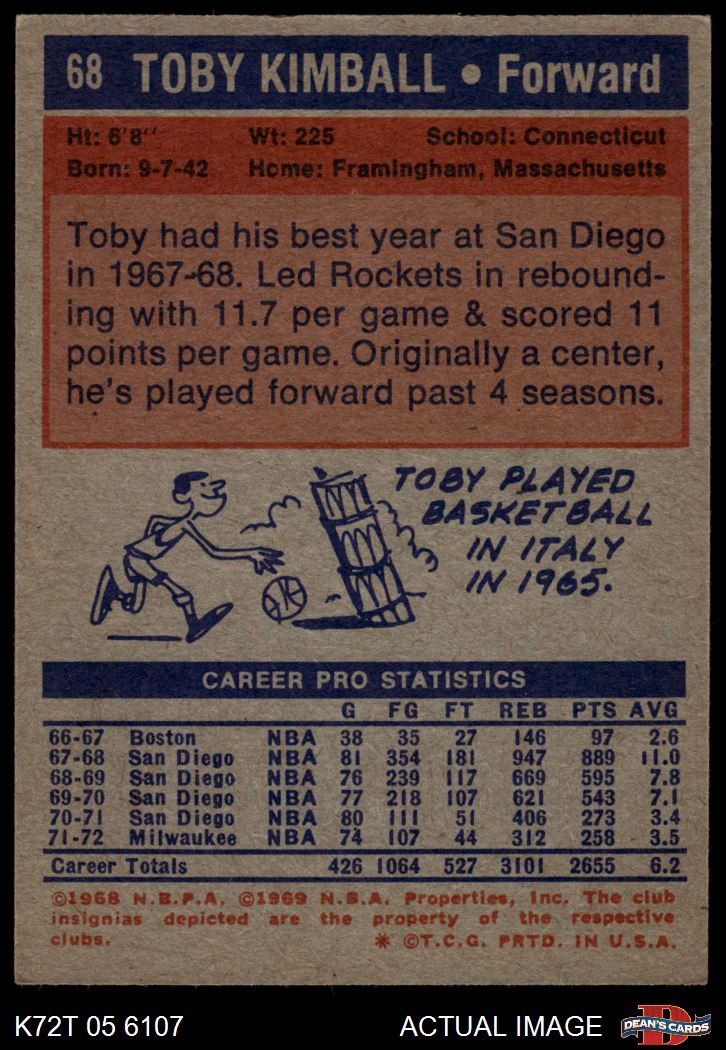 68 TOBY KIMBALL • Forward
Ht: 6'8'' Wt: 225 School: Connecticut
Born: 9-7-42 Home: Framingham, Massachusetts
Toby had his best year at San Diego
in 1967-68. Led Rockets in rebound-
ing with 11.7 per game & scored 11
points per game. Originally a center,
he's played forward past 4 seasons.
TOBY PLAYED
BASKETBALL
IN ITALY
IN 1965.
CAREER PRO STATISTICS
G FG FT REB PTS AVG
66-67 Boston NBA 38 35 27 146 97 2.6
67-68 San Diego NBA 81 354 181 947 889 11.0
68-69 San Diego NBA 76 239 117 669 595 7.8
69-70 San Diego NBA 77 218 107 621 543 7.1
70-71 San Diego NBA 80 111 51 406 273 3.4
71-72 Milwaukee NBA 74 107 44 312 258 3.5
Career Totals 426 1064 527 3101 2655 6.2
©1968 N.B.P.A. ©1969 N.B.A. Properties, Inc. The club
insignias depicted are the property of the respective
clubs. * ©T.C.G. PRTD. IN U.S.A.
K72T 05 6107 ACTUAL IMAGE DEAN'S CARDS